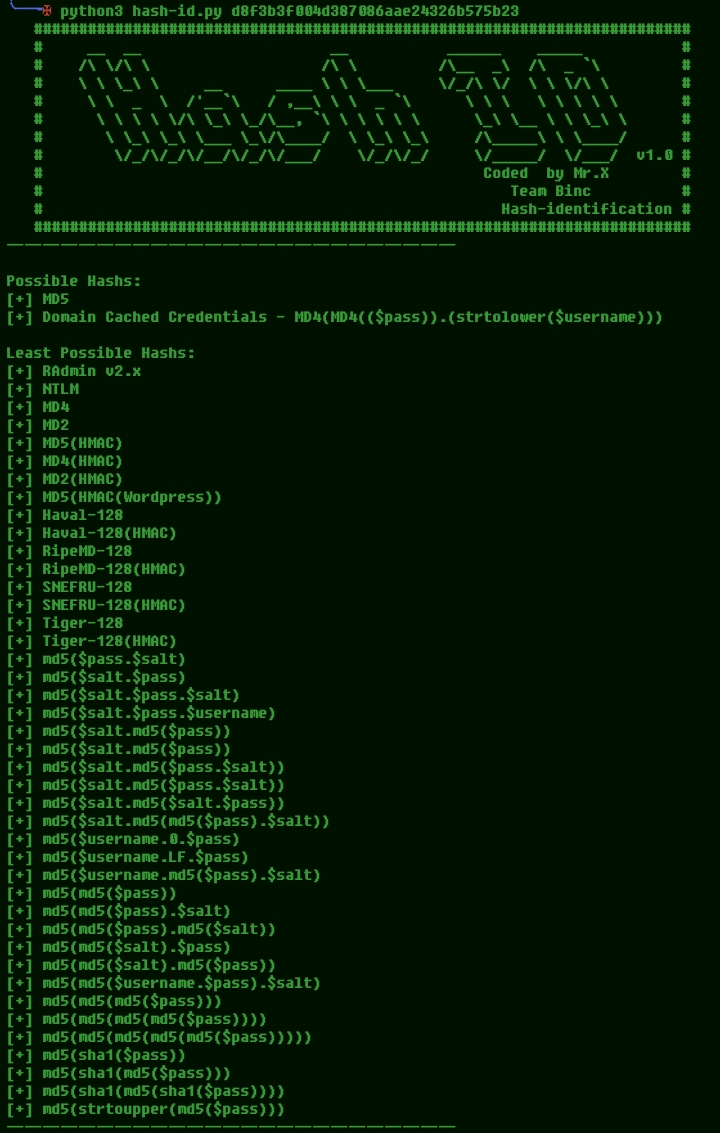 python3 hash-id.py d8f3b3f004d387086aae24326b575b23
Hash ID v1.0
Coded by Mr.X
Team Binc
Hash-identification
Possible Hashs:
[+] MD5
[+] Domain Cached Credentials - MD4(MD4(($pass)).(strtolower($username)))
Least Possible Hashs:
[+] RAdmin v2.x
[+] NTLM
[+] MD4
[+] MD2
[+] MD5(HMAC)
[+] MD4(HMAC)
[+] MD2(HMAC)
[+] MD5(HMAC(Wordpress))
[+] Haval-128
[+] Haval-128(HMAC)
[+] RipeMD-128
[+] RipeMD-128(HMAC)
[+] SNEFRU-128
[+] SNEFRU-128(HMAC)
[+] Tiger-128
[+] Tiger-128(HMAC)
[+] md5($pass.$salt)
[+] md5($salt.$pass)
[+] md5($salt.$pass.$salt)
[+] md5($salt.$pass.$username)
[+] md5($salt.md5($pass))
[+] md5($salt.md5($pass))
[+] md5($salt.md5($pass.$salt))
[+] md5($salt.md5($pass.$salt))
[+] md5($salt.md5($salt.$pass))
[+] md5($salt.md5(md5($pass).$salt))
[+] md5($username.0.$pass)
[+] md5($username.LF.$pass)
[+] md5($username.md5($pass).$salt)
[+] md5(md5($pass))
[+] md5(md5($pass).$salt)
[+] md5(md5($pass).md5($salt))
[+] md5(md5($salt).$pass)
[+] md5(md5($salt).md5($pass))
[+] md5(md5($username.$pass).$salt)
[+] md5(md5(md5($pass)))
[+] md5(md5(md5(md5($pass))))
[+] md5(md5(md5(md5(md5($pass)))))
[+] md5(sha1($pass))
[+] md5(sha1(md5($pass)))
[+] md5(sha1(md5(sha1($pass))))
[+] md5(strtoupper(md5($pass)))